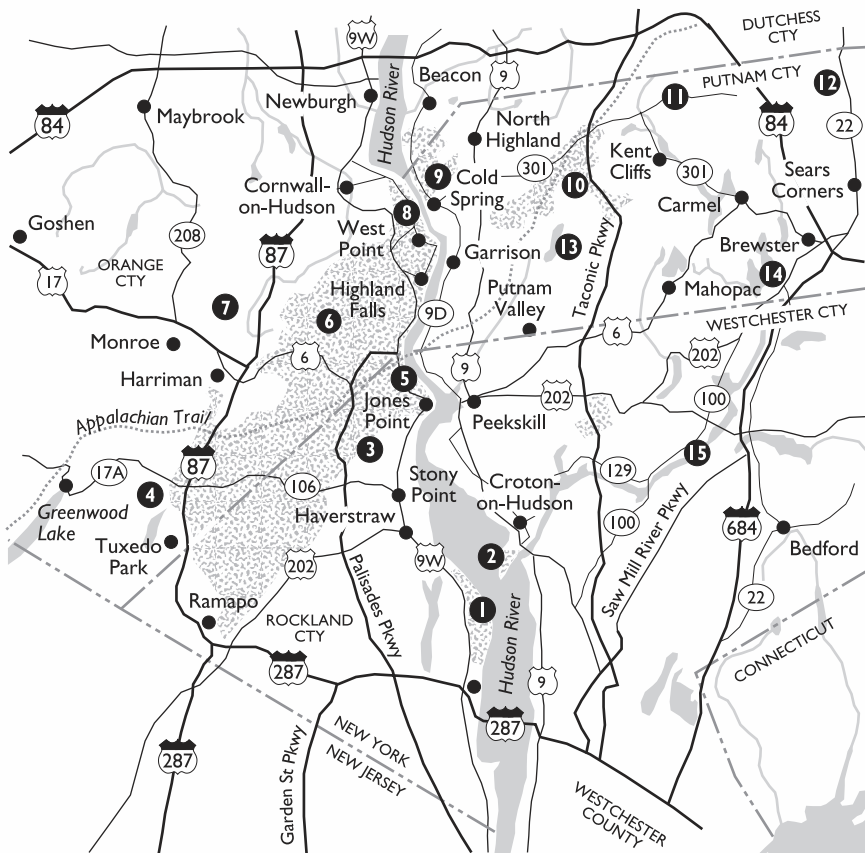 DUTCHESS
CTY
9W
Beacon
9
PUTNAM CTY
12
84
Maybrook
Newburgh
Hudson River
North
Highland
11
84
22
301
Kent
Cliffs
301
Sears
Corners
Cornwall-
on-Hudson
9
Cold
Spring
10
Carmel
Goshen
208
8
West
Point
Garrison
13
Taconic Pkwy
Brewster
17
ORANGE
CTY
87
Highland
Falls
9D
Putnam
Valley
Mahopac
14
7
6
WESTCHESTER CTY
6
Monroe
6
202
Harriman
5
9
Jones
Point
Peekskill
202
100
Appalachian Trail
3
15
87
17A
4
106
Stony
Point
129
Greenwood
Lake
Haverstraw
Croton-
on-Hudson
100
Saw Mill River Pkwy
684
Tuxedo
Park
202
9W
2
Bedford
Palisades Pkwy
22
Ramapo
ROCKLAND
CTY
1
Hudson River
CONNECTICUT
287
9
287
NEW YORK
NEW JERSEY
287
Garden St Pkwy
WESTCHESTER
COUNTY